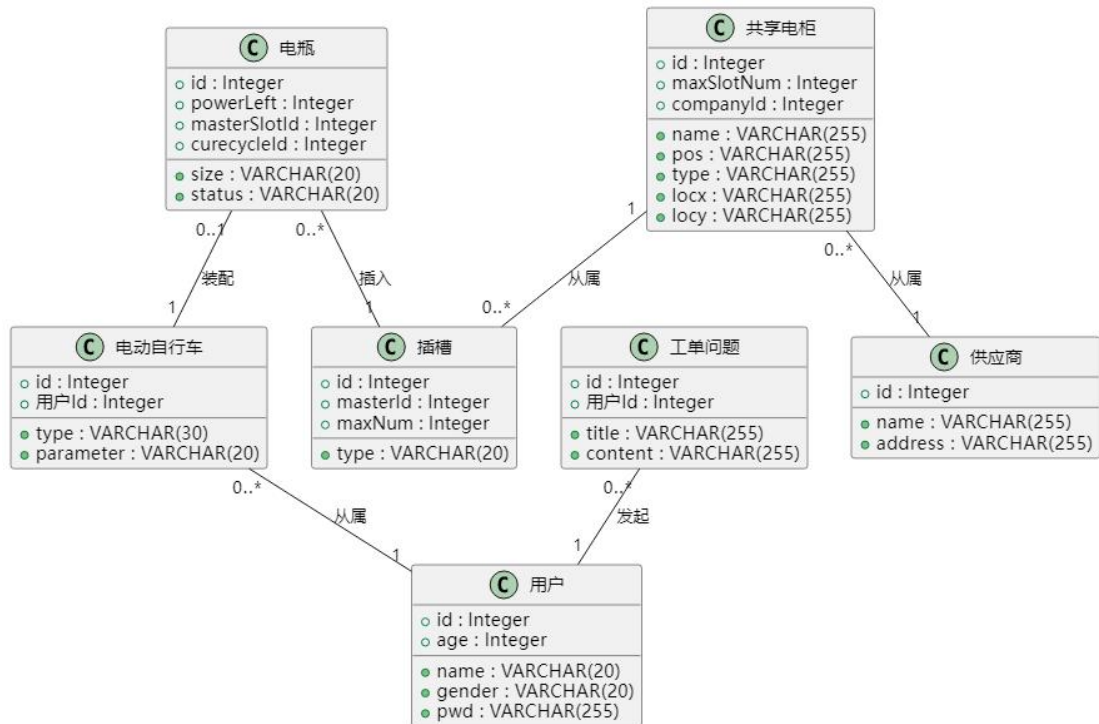 C 电瓶
id : Integer
powerLeft : Integer
masterSlotId : Integer
curecycleId : Integer
size : VARCHAR(20)
status : VARCHAR(20)
C 共享电柜
id : Integer
maxSlotNum : Integer
companyId : Integer
name : VARCHAR(255)
pos : VARCHAR(255)
type : VARCHAR(255)
locx : VARCHAR(255)
locy : VARCHAR(255)
0..1
装配
1
0..*
插入
1
1
从属
0..*
0..*
从属
1
C 电动自行车
id : Integer
用户Id : Integer
type : VARCHAR(30)
parameter : VARCHAR(20)
C 插槽
id : Integer
masterId : Integer
maxNum : Integer
type : VARCHAR(20)
C 工单问题
id : Integer
用户Id : Integer
title : VARCHAR(255)
content : VARCHAR(255)
C 供应商
id : Integer
name : VARCHAR(255)
address : VARCHAR(255)
0..*
从属
1
0..*
发起
1
C 用户
id : Integer
age : Integer
name : VARCHAR(20)
gender : VARCHAR(20)
pwd : VARCHAR(255)